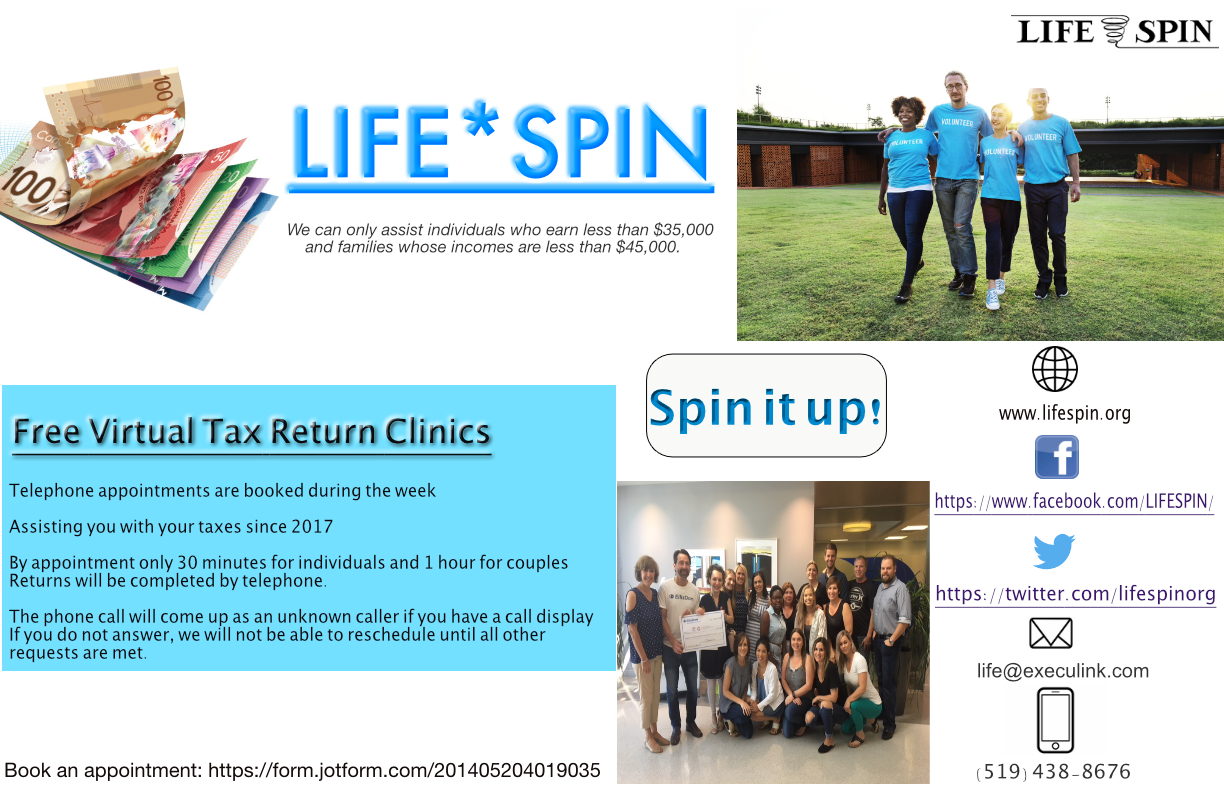 LIFE SPIN
100
100
50
20
LIFE*SPIN
We can only assist individuals who earn less than $35,000
and families whose incomes are less than $45,000.
VOLUNTEER
VOLUNTEER
VOLUNTEER
VOLUNTEER
Free Virtual Tax Return Clinics
Telephone appointments are booked during the week
Assisting you with your taxes since 2017
By appointment only 30 minutes for individuals and 1 hour for couples
Returns will be completed by telephone.
The phone call will come up as an unknown caller if you have a call display
If you do not answer, we will not be able to reschedule until all other
requests are met.
Book an appointment: https://form.jotform.com/201405204019035
Spin it up!
www.lifespin.org
https://www.facebook.com/LIFESPIN/
https://twitter.com/lifespinorg
life@execulink.com
(519) 438-8676